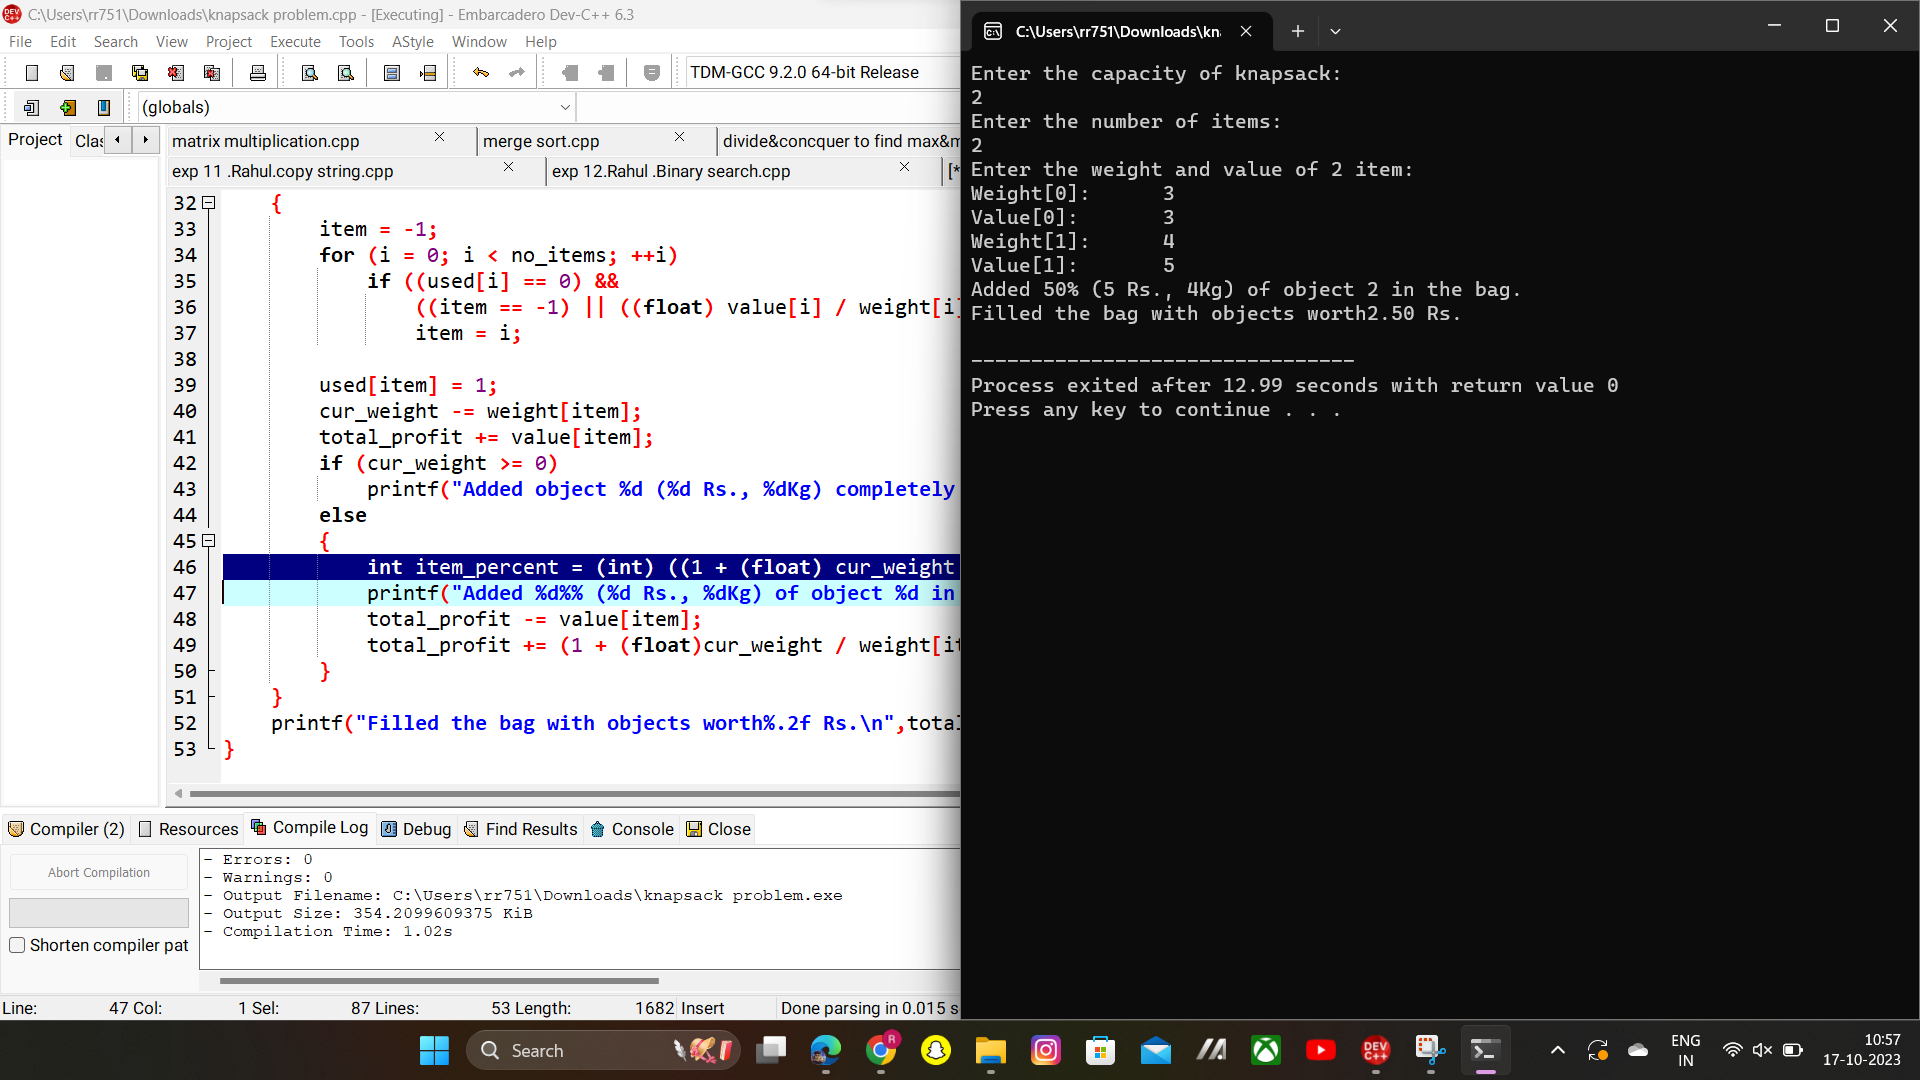 C:\Users\rr751\Downloads\knapsack problem.cpp - [Executing] - Embarcadero Dev-C++ 6.3
File Edit Search View Project Execute Tools AStyle Window Help
TDM-GCC 9.2.0 64-bit Release
(globals)
Project Clas
matrix multiplication.cpp merge sort.cpp divide&concquer to find max&m
exp 11 .Rahul.copy string.cpp exp 12.Rahul .Binary search.cpp [*
32 {
33 item = -1;
34 for (i = 0; i < no_items; ++i)
35 if ((used[i] == 0) &&
36 ((item == -1) || ((float) value[i] / weight[i]
37 item = i;
38
39 used[item] = 1;
40 cur_weight -= weight[item];
41 total_profit += value[item];
42 if (cur_weight >= 0)
43 printf("Added object %d (%d Rs., %dKg) completely
44 else
45 {
46 int item_percent = (int) ((1 + (float) cur_weight
47 printf("Added %d%% (%d Rs., %dKg) of object %d in
48 total_profit -= value[item];
49 total_profit += (1 + (float)cur_weight / weight[it
50 }
51 }
52 printf("Filled the bag with objects worth%.2f Rs.\n",total
53 }
Compiler (2) Resources Compile Log Debug Find Results Console Close
Abort Compilation
Shorten compiler pat
- Errors: 0
- Warnings: 0
- Output Filename: C:\Users\rr751\Downloads\knapsack problem.exe
- Output Size: 354.2099609375 KiB
- Compilation Time: 1.02s
Line: 47 Col: 1 Sel: 87 Lines: 53 Length: 1682 Insert Done parsing in 0.015 s
C:\Users\rr751\Downloads\kn
Enter the capacity of knapsack:
2
Enter the number of items:
2
Enter the weight and value of 2 item:
Weight[0]: 3
Value[0]: 3
Weight[1]: 4
Value[1]: 5
Added 50% (5 Rs., 4Kg) of object 2 in the bag.
Filled the bag with objects worth2.50 Rs.
--------------------------------
Process exited after 12.99 seconds with return value 0
Press any key to continue . . .
Search
R
DEV C++
ENG
IN
10:57
17-10-2023